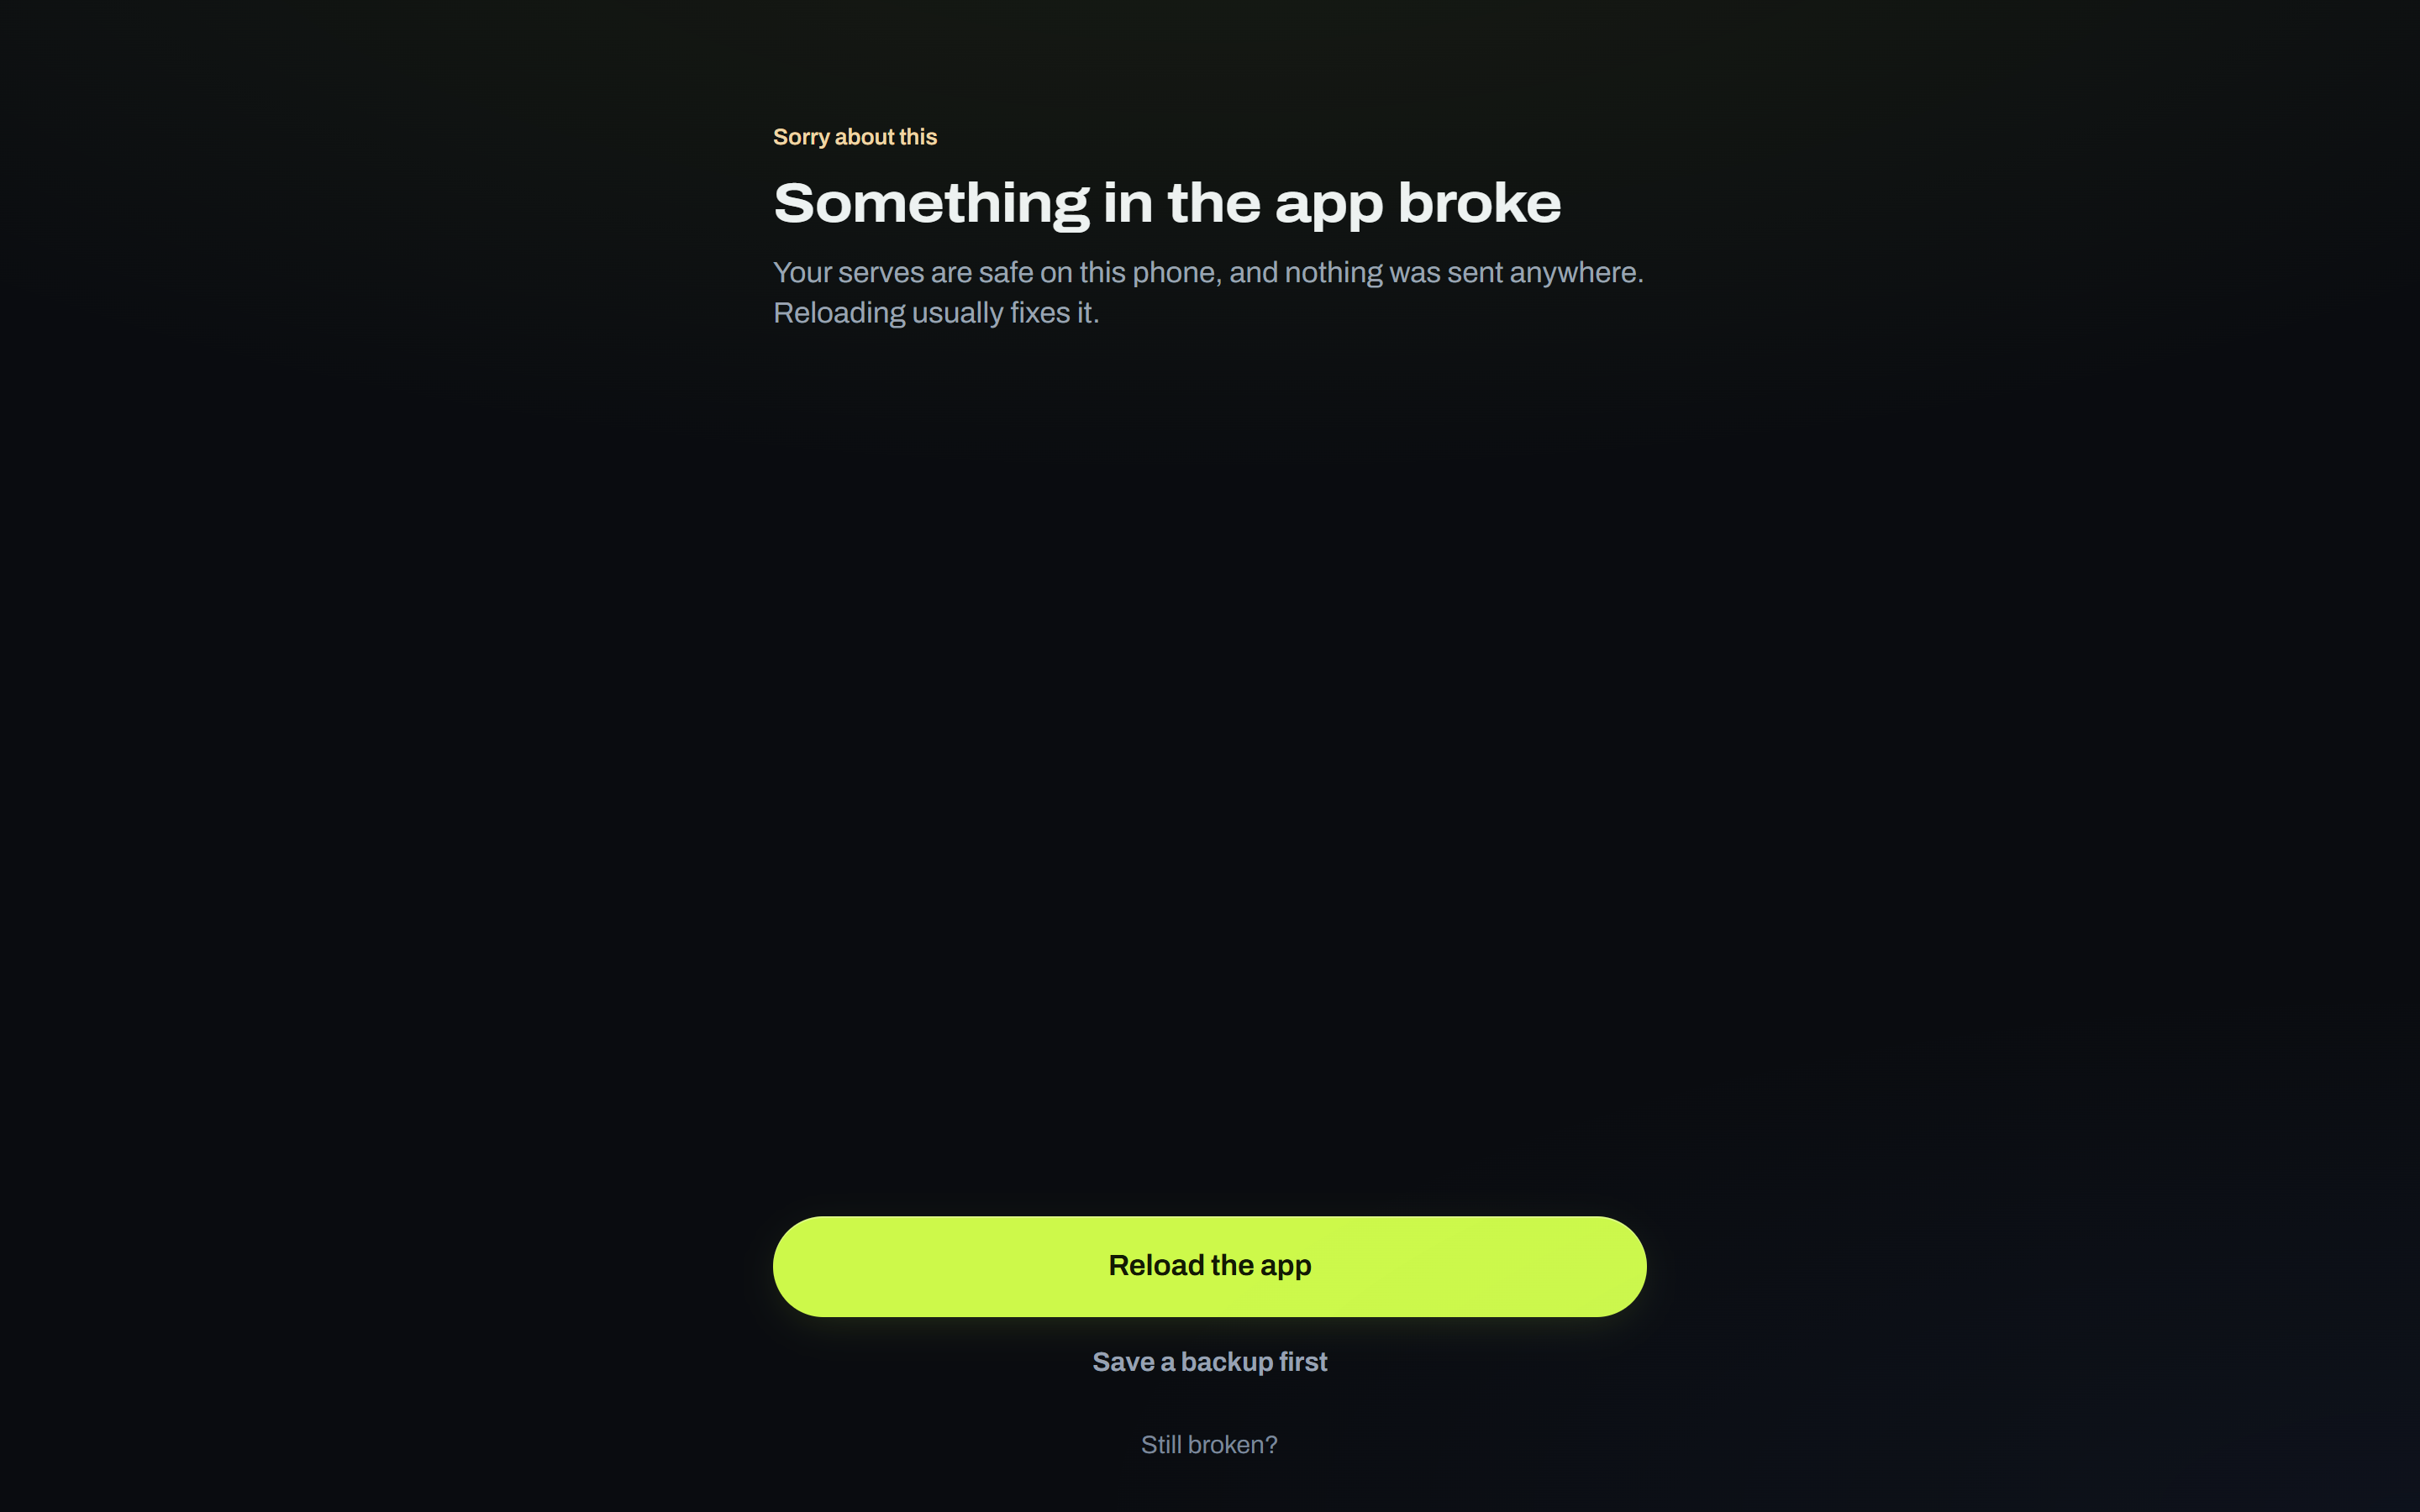 Sorry about this
Something in the app broke
Your serves are safe on this phone, and nothing was sent anywhere.
Reloading usually fixes it.
Reload the app
Save a backup first
Still broken?